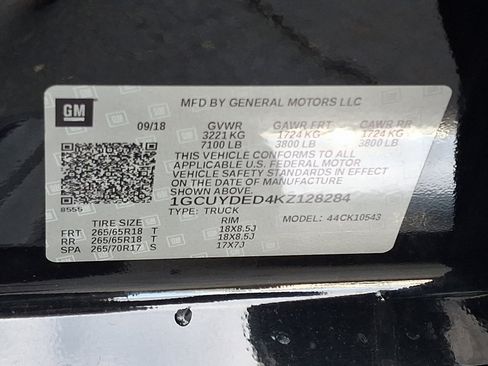 GM
MFD BY GENERAL MOTORS LLC
09/18 GVWR GAWR FRT GAWR RR
3221 KG 1724 KG 1724 KG
7100 LB 3800 LB 3800 LB
THIS VEHICLE CONFORMS TO ALL
APPLICABLE U.S. FEDERAL MOTOR
VEHICLE SAFETY STANDARDS IN EFFECT
ON THE DATE OF MANUFACTURE
8555
1GCUYDED4KZ128284
TYPE: TRUCK MODEL: 44CK10543
TIRE SIZE RIM
FRT 265/65R18 T 18X8.5J
RR 265/65R18 T 18X8.5J
SPA 265/70R17 S 17X7J